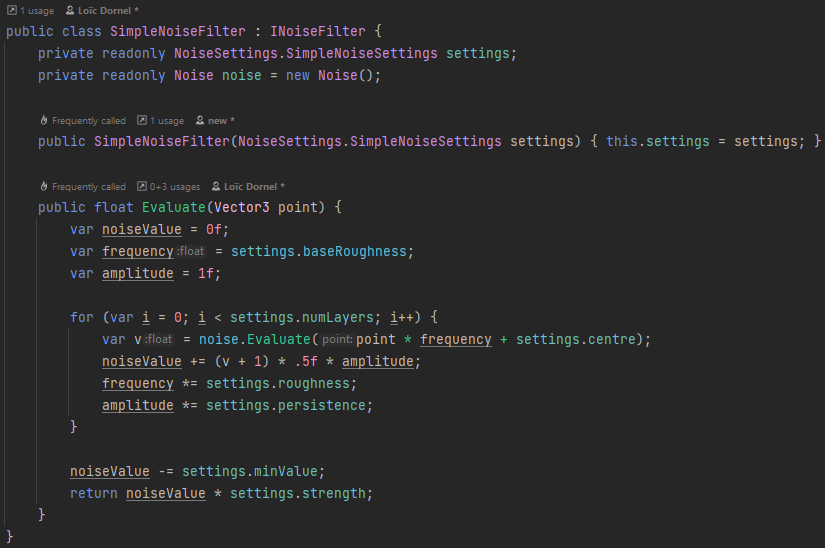 1 usage Loïc Dornel *
public class SimpleNoiseFilter : INoiseFilter {
private readonly NoiseSettings.SimpleNoiseSettings settings;
private readonly Noise noise = new Noise();
Frequently called 1 usage new *
public SimpleNoiseFilter(NoiseSettings.SimpleNoiseSettings settings) { this.settings = settings; }
Frequently called 0+3 usages Loïc Dornel *
public float Evaluate(Vector3 point) {
var noiseValue = 0f;
var frequency :float = settings.baseRoughness;
var amplitude = 1f;
for (var i = 0; i < settings.numLayers; i++) {
var v :float = noise.Evaluate( point: point * frequency + settings.centre);
noiseValue += (v + 1) * .5f * amplitude;
frequency *= settings.roughness;
amplitude *= settings.persistence;
}
noiseValue -= settings.minValue;
return noiseValue * settings.strength;
}
}